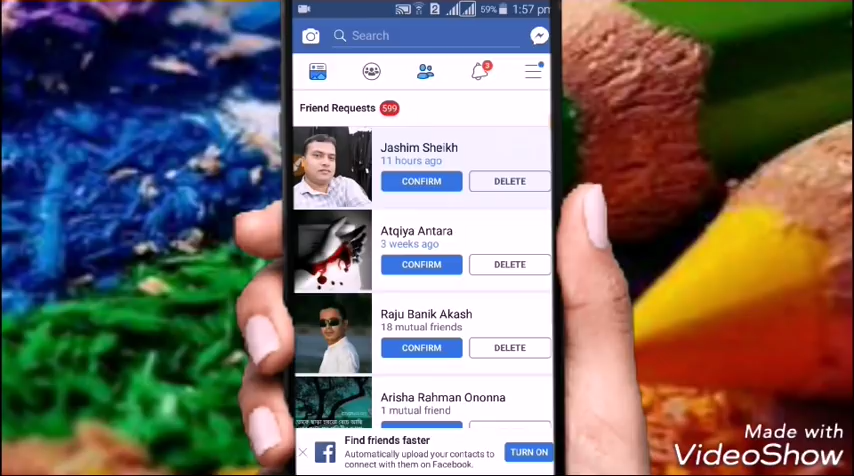 2 59% 1:57 pm
Search
3
Friend Requests 599
Jashim Sheikh
11 hours ago
CONFIRM DELETE
Atqiya Antara
3 weeks ago
CONFIRM DELETE
Raju Banik Akash
18 mutual friends
CONFIRM DELETE
Arisha Rahman Ononna
1 mutual friend
Find friends faster
Automatically upload your contacts to
connect with them on Facebook.
TURN ON
Made with
VideoShow